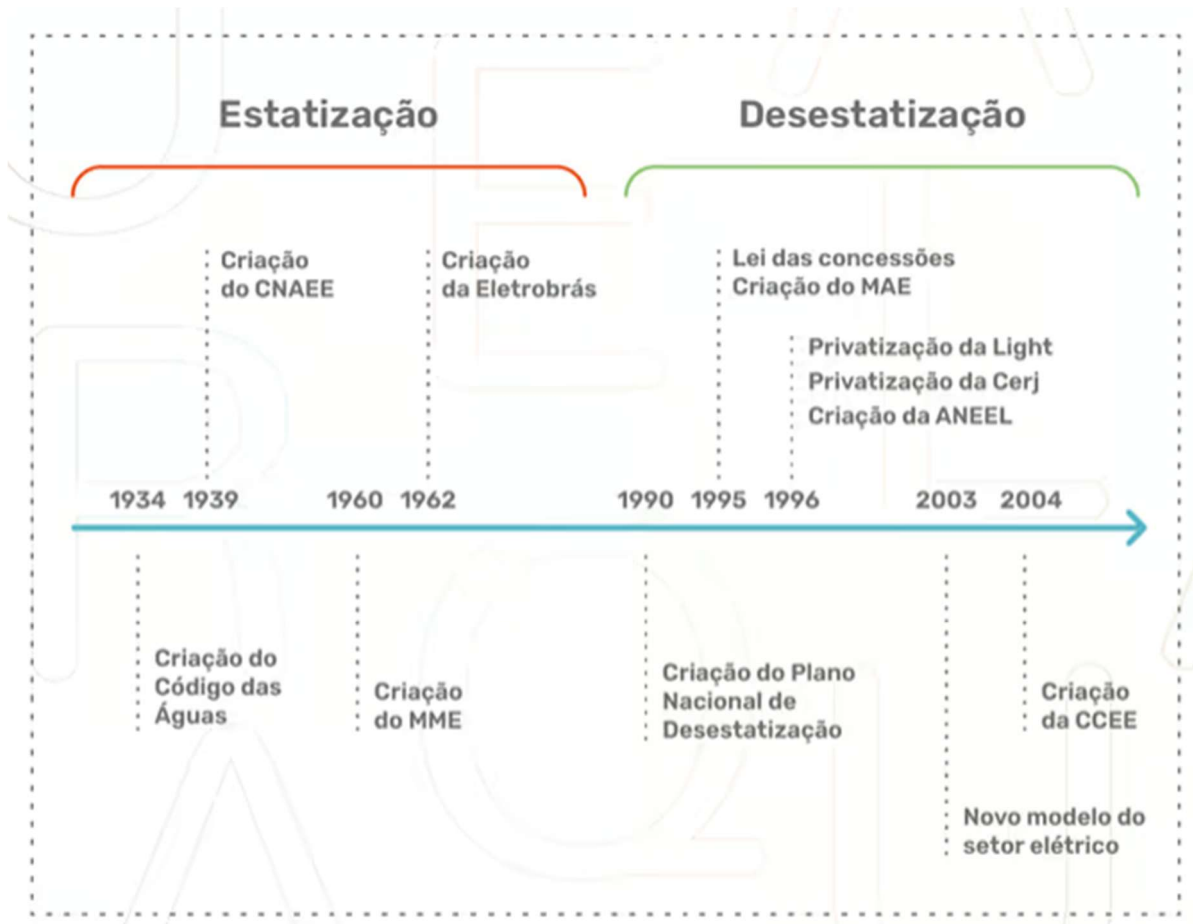 Estatização
Desestatização
Criação
do CNAEE
Criação
da Eletrobrás
Lei das concessões
Criação do MAE
Privatização da Light
Privatização da Cerj
Criação da ANEEL
1934 1939 1960 1962 1990 1995 1996 2003 2004
Criação do
Código das
Águas
Criação
do MME
Criação do Plano
Nacional de
Desestatização
Criação
da CCEE
Novo modelo do
setor elétrico